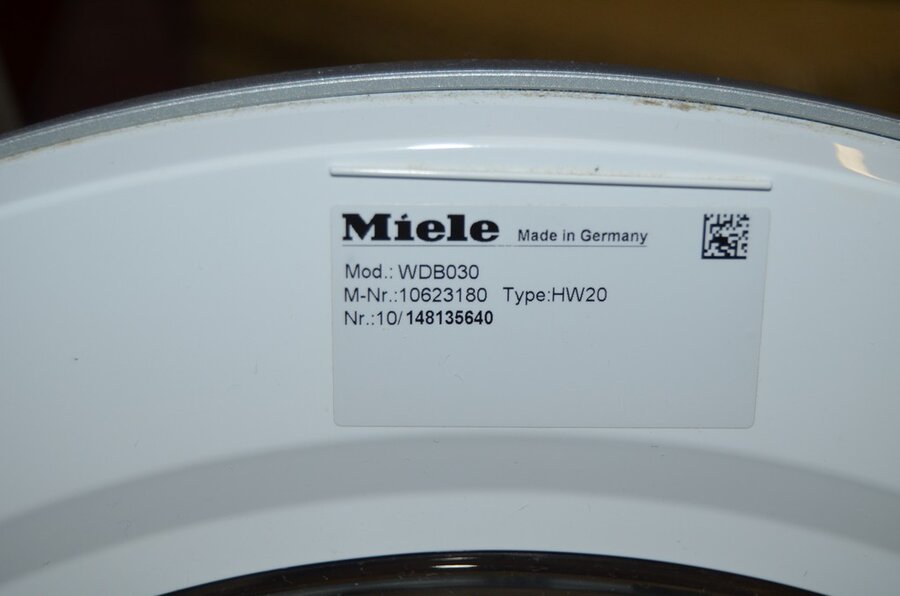 Miele Made in Germany
Mod.: WDB030
M-Nr.:10623180 Type:HW20
Nr.:10/148135640